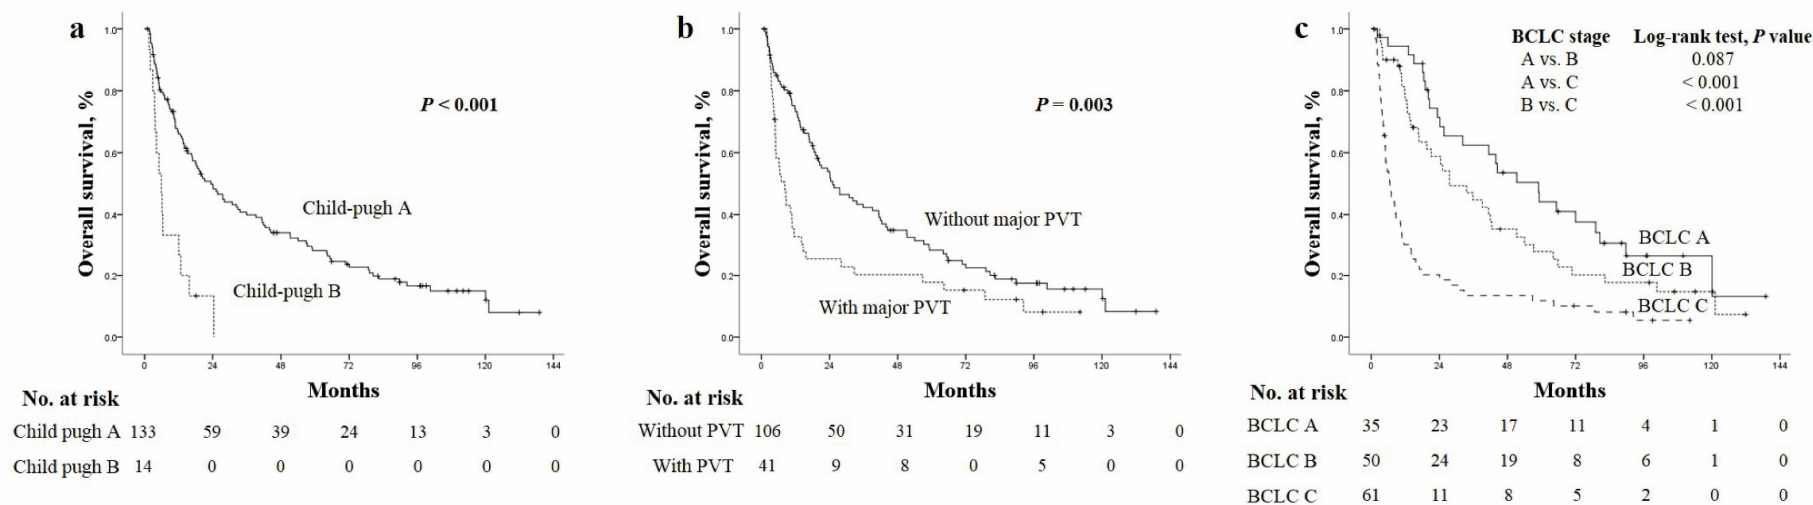 a
Overall survival, %
1.0
0.8
0.6
0.4
0.2
0.0
P < 0.001
Child-pugh A
Child-pugh B
0 24 48 72 96 120 144
Months
No. at risk
Child pugh A 133 59 39 24 13 3 0
Child pugh B 14 0 0 0 0 0 0
b
Overall survival, %
1.0
0.8
0.6
0.4
0.2
0.0
P = 0.003
Without major PVT
With major PVT
0 24 48 72 96 120 144
Months
No. at risk
Without PVT 106 50 31 19 11 3 0
With PVT 41 9 8 0 5 0 0
c
Overall survival, %
1.0
0.8
0.6
0.4
0.2
0.0
BCLC stage Log-rank test, P value
A vs. B 0.087
A vs. C < 0.001
B vs. C < 0.001
BCLC A
BCLC B
BCLC C
0 24 48 72 96 120 144
Months
No. at risk
BCLC A 35 23 17 11 4 1 0
BCLC B 50 24 19 8 6 1 0
BCLC C 61 11 8 5 2 0 0